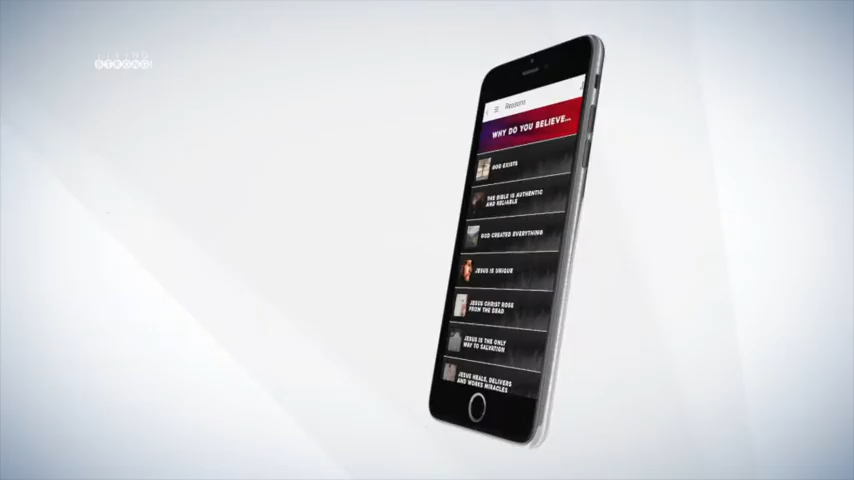 LIVING
STRONG!
Reasons
WHY DO YOU BELIEVE...
GOD EXISTS
THE BIBLE IS AUTHENTIC
AND RELIABLE
GOD CREATED EVERYTHING
JESUS IS UNIQUE
JESUS CHRIST ROSE
FROM THE DEAD
JESUS IS THE ONLY
WAY TO SALVATION
JESUS HEALS, DELIVERS
AND WORKS MIRACLES